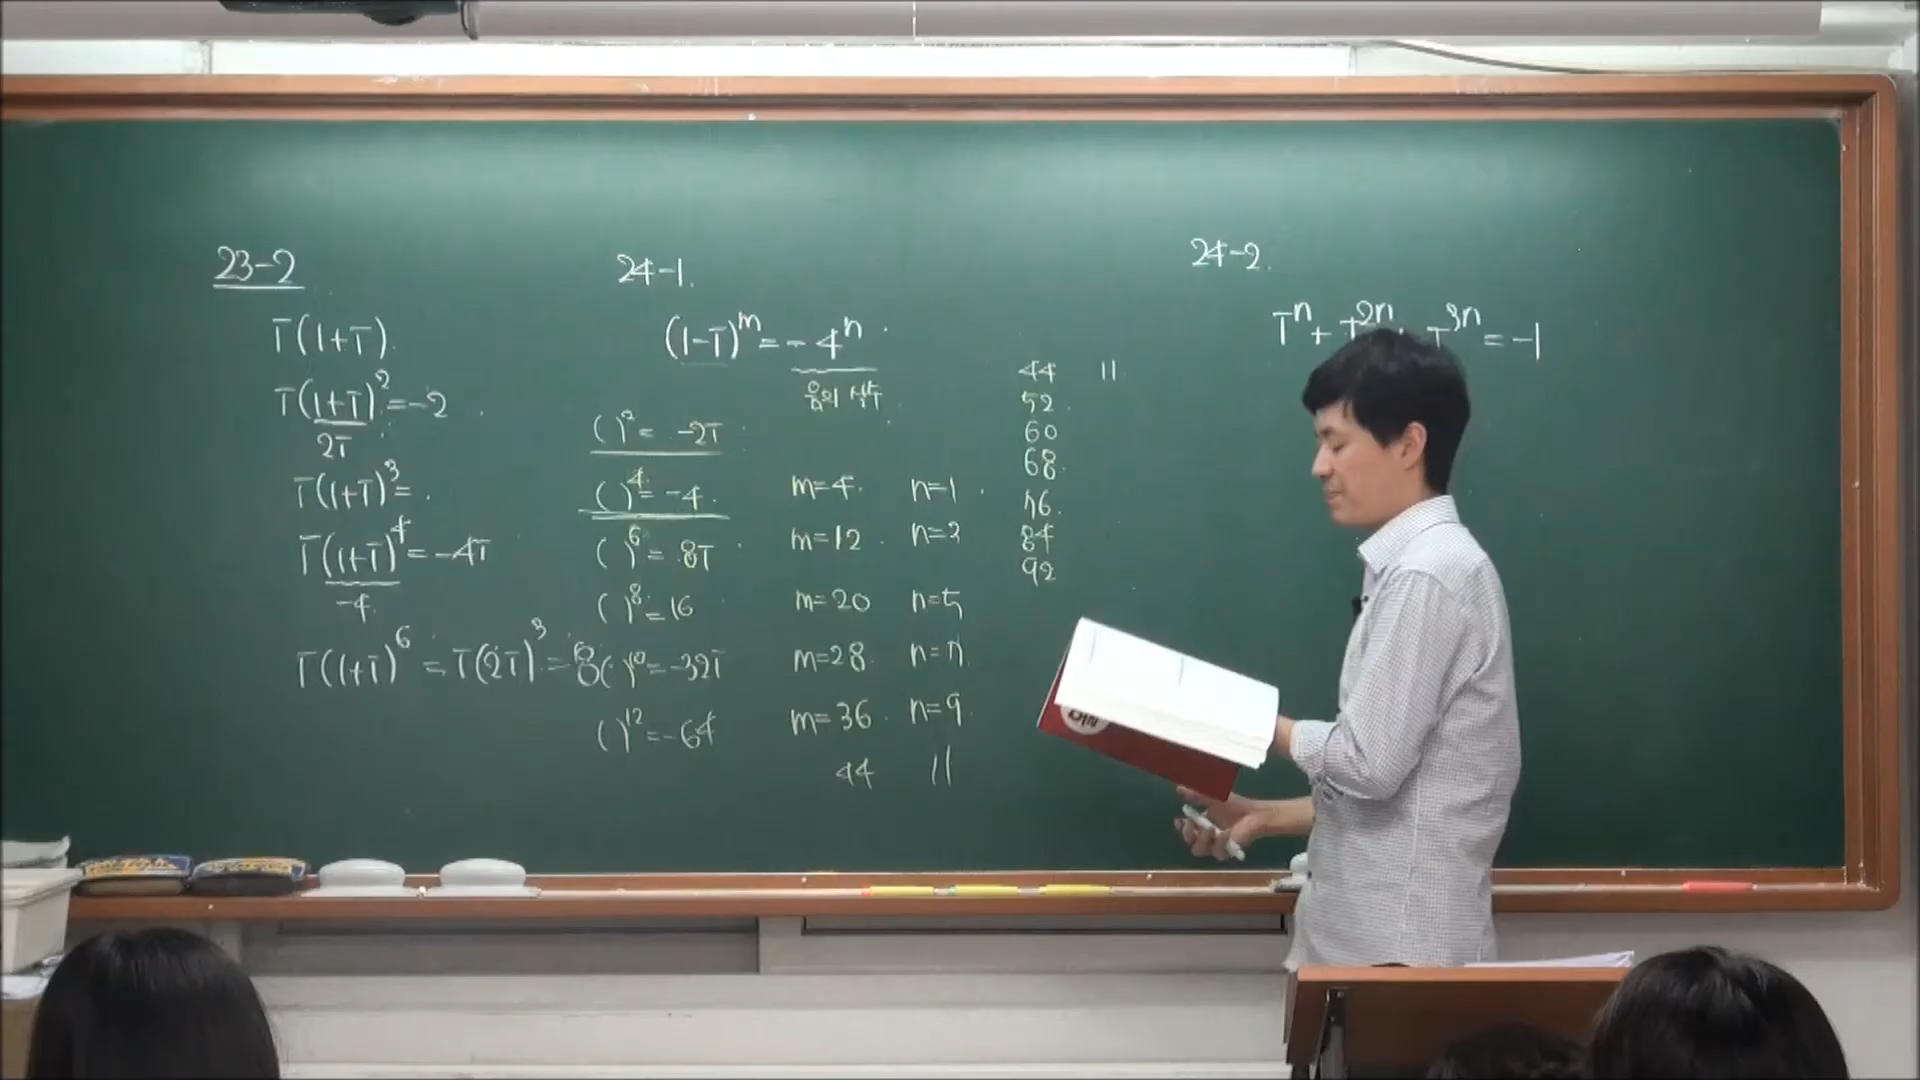 23-2
i(1+i)
i(1+i)²=-2
2i
i(1+i)³=
i(1+i)⁴=-4i
-4
i(1+i)⁶=i(2i)³=8
24-1.
(1-i)ᵐ=-4ⁿ
음의 실수
( )²= -2i
( )⁴= -4 m=4 n=1
( )⁶= 8i m=12 n=3
( )⁸=16 m=20 n=5
( )¹⁰=-32i m=28 n=7
( )¹²=-64 m=36 n=9
44 11
44 11
52
60
68
76
84
92
24-2.
iⁿ+i²ⁿ+i³ⁿ=-1